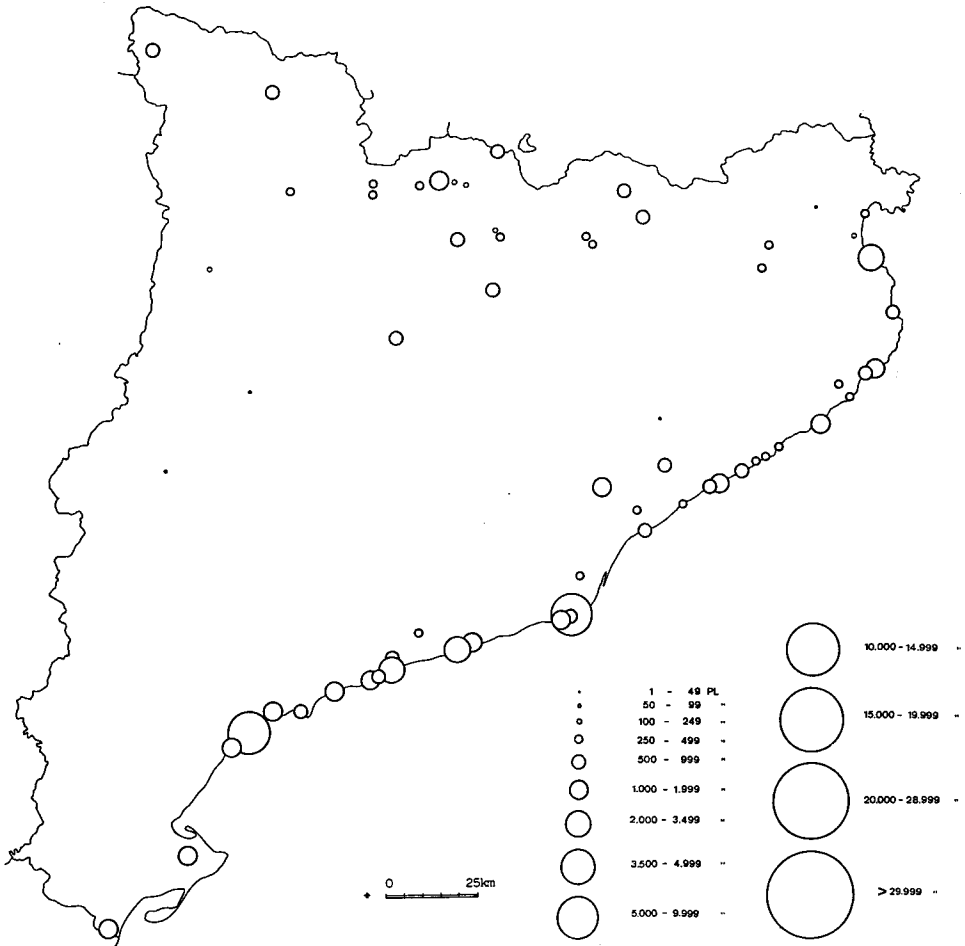 1 - 49 PL
50 - 99 "
100 - 249 "
250 - 499 "
500 - 999 "
1.000 - 1.999 "
2.000 - 3.499 "
3.500 - 4.999 "
5.000 - 9.999 "
10.000 - 14.999 "
15.000 - 19.999 "
20.000 - 28.999 "
> 29.999 "
0 25km